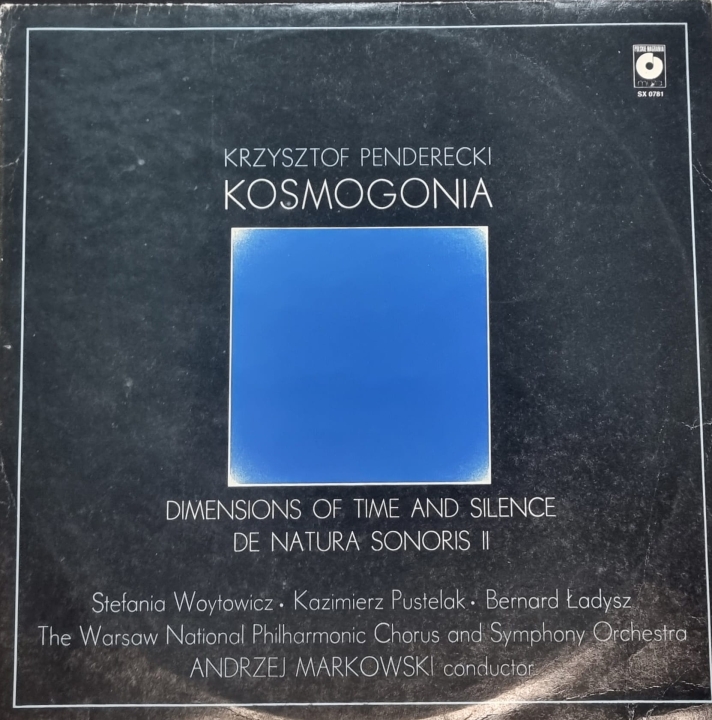 POLSKIE NAGRANIA
muza
SX 0781
KRZYSZTOF PENDERECKI
KOSMOGONIA
DIMENSIONS OF TIME AND SILENCE
DE NATURA SONORIS II
Stefania Woytowicz • Kazimierz Pustelak • Bernard Ładysz
The Warsaw National Philharmonic Chorus and Symphony Orchestra
ANDRZEJ MARKOWSKI conductor